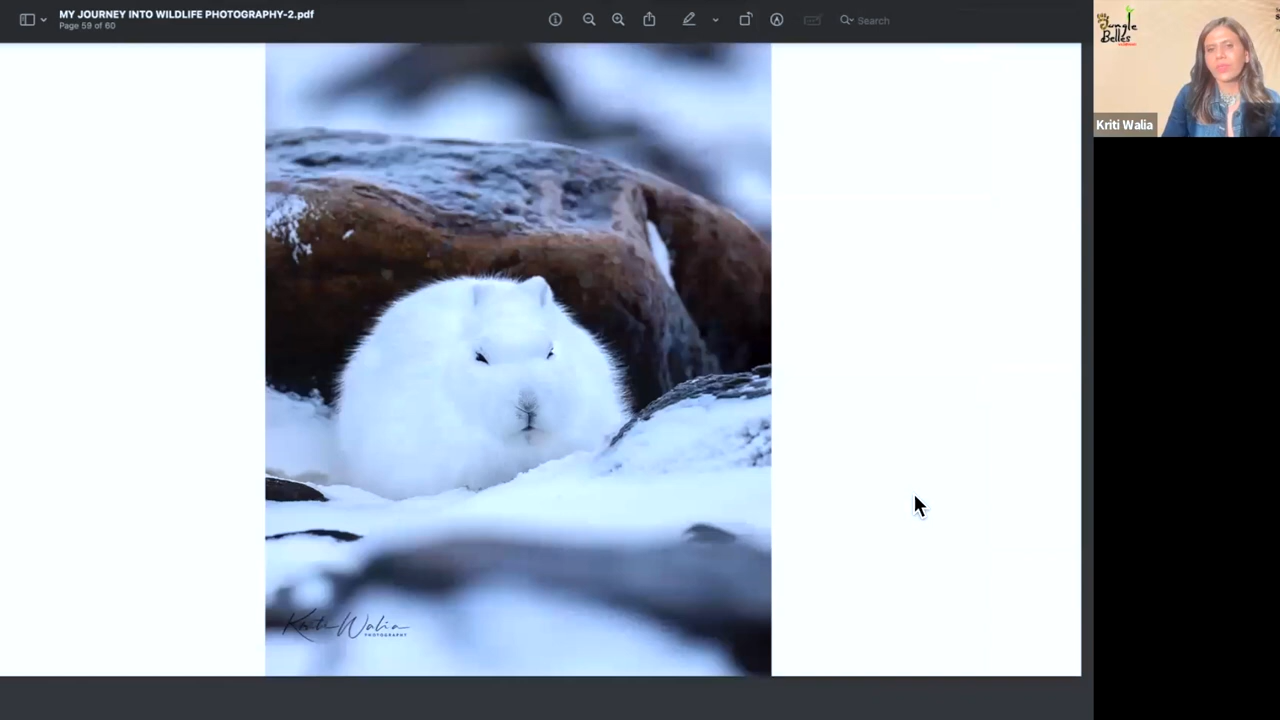 MY JOURNEY INTO WILDLIFE PHOTOGRAPHY-2.pdf
Page 59 of 60
Search
Jungle
Belles
Kriti Walia
Kriti Walia
PHOTOGRAPHY